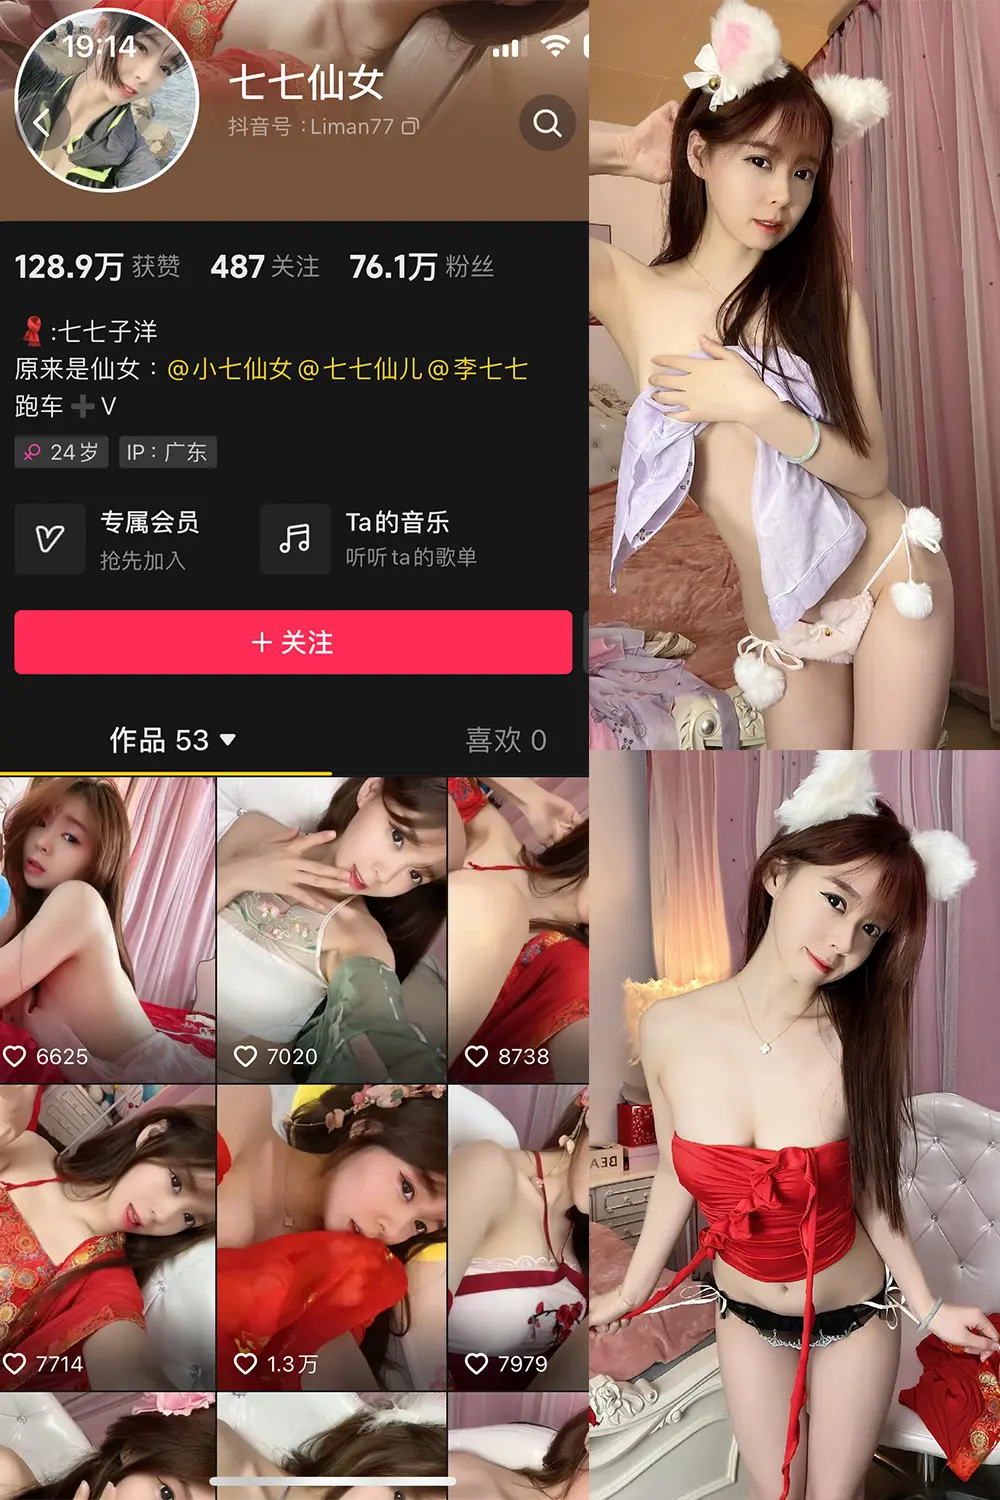 19:14
七七仙女
抖音号：Liman77
128.9万 获赞 487 关注 76.1万 粉丝
:七七子洋
原来是仙女：@小七仙女@七七仙儿@李七七
跑车➕V
24岁 IP：广东
专属会员 Ta的音乐
抢先加入 听听ta的歌单
+ 关注
作品 53 喜欢 0
6625 7020 8738
7714 1.3万 7979
BEA